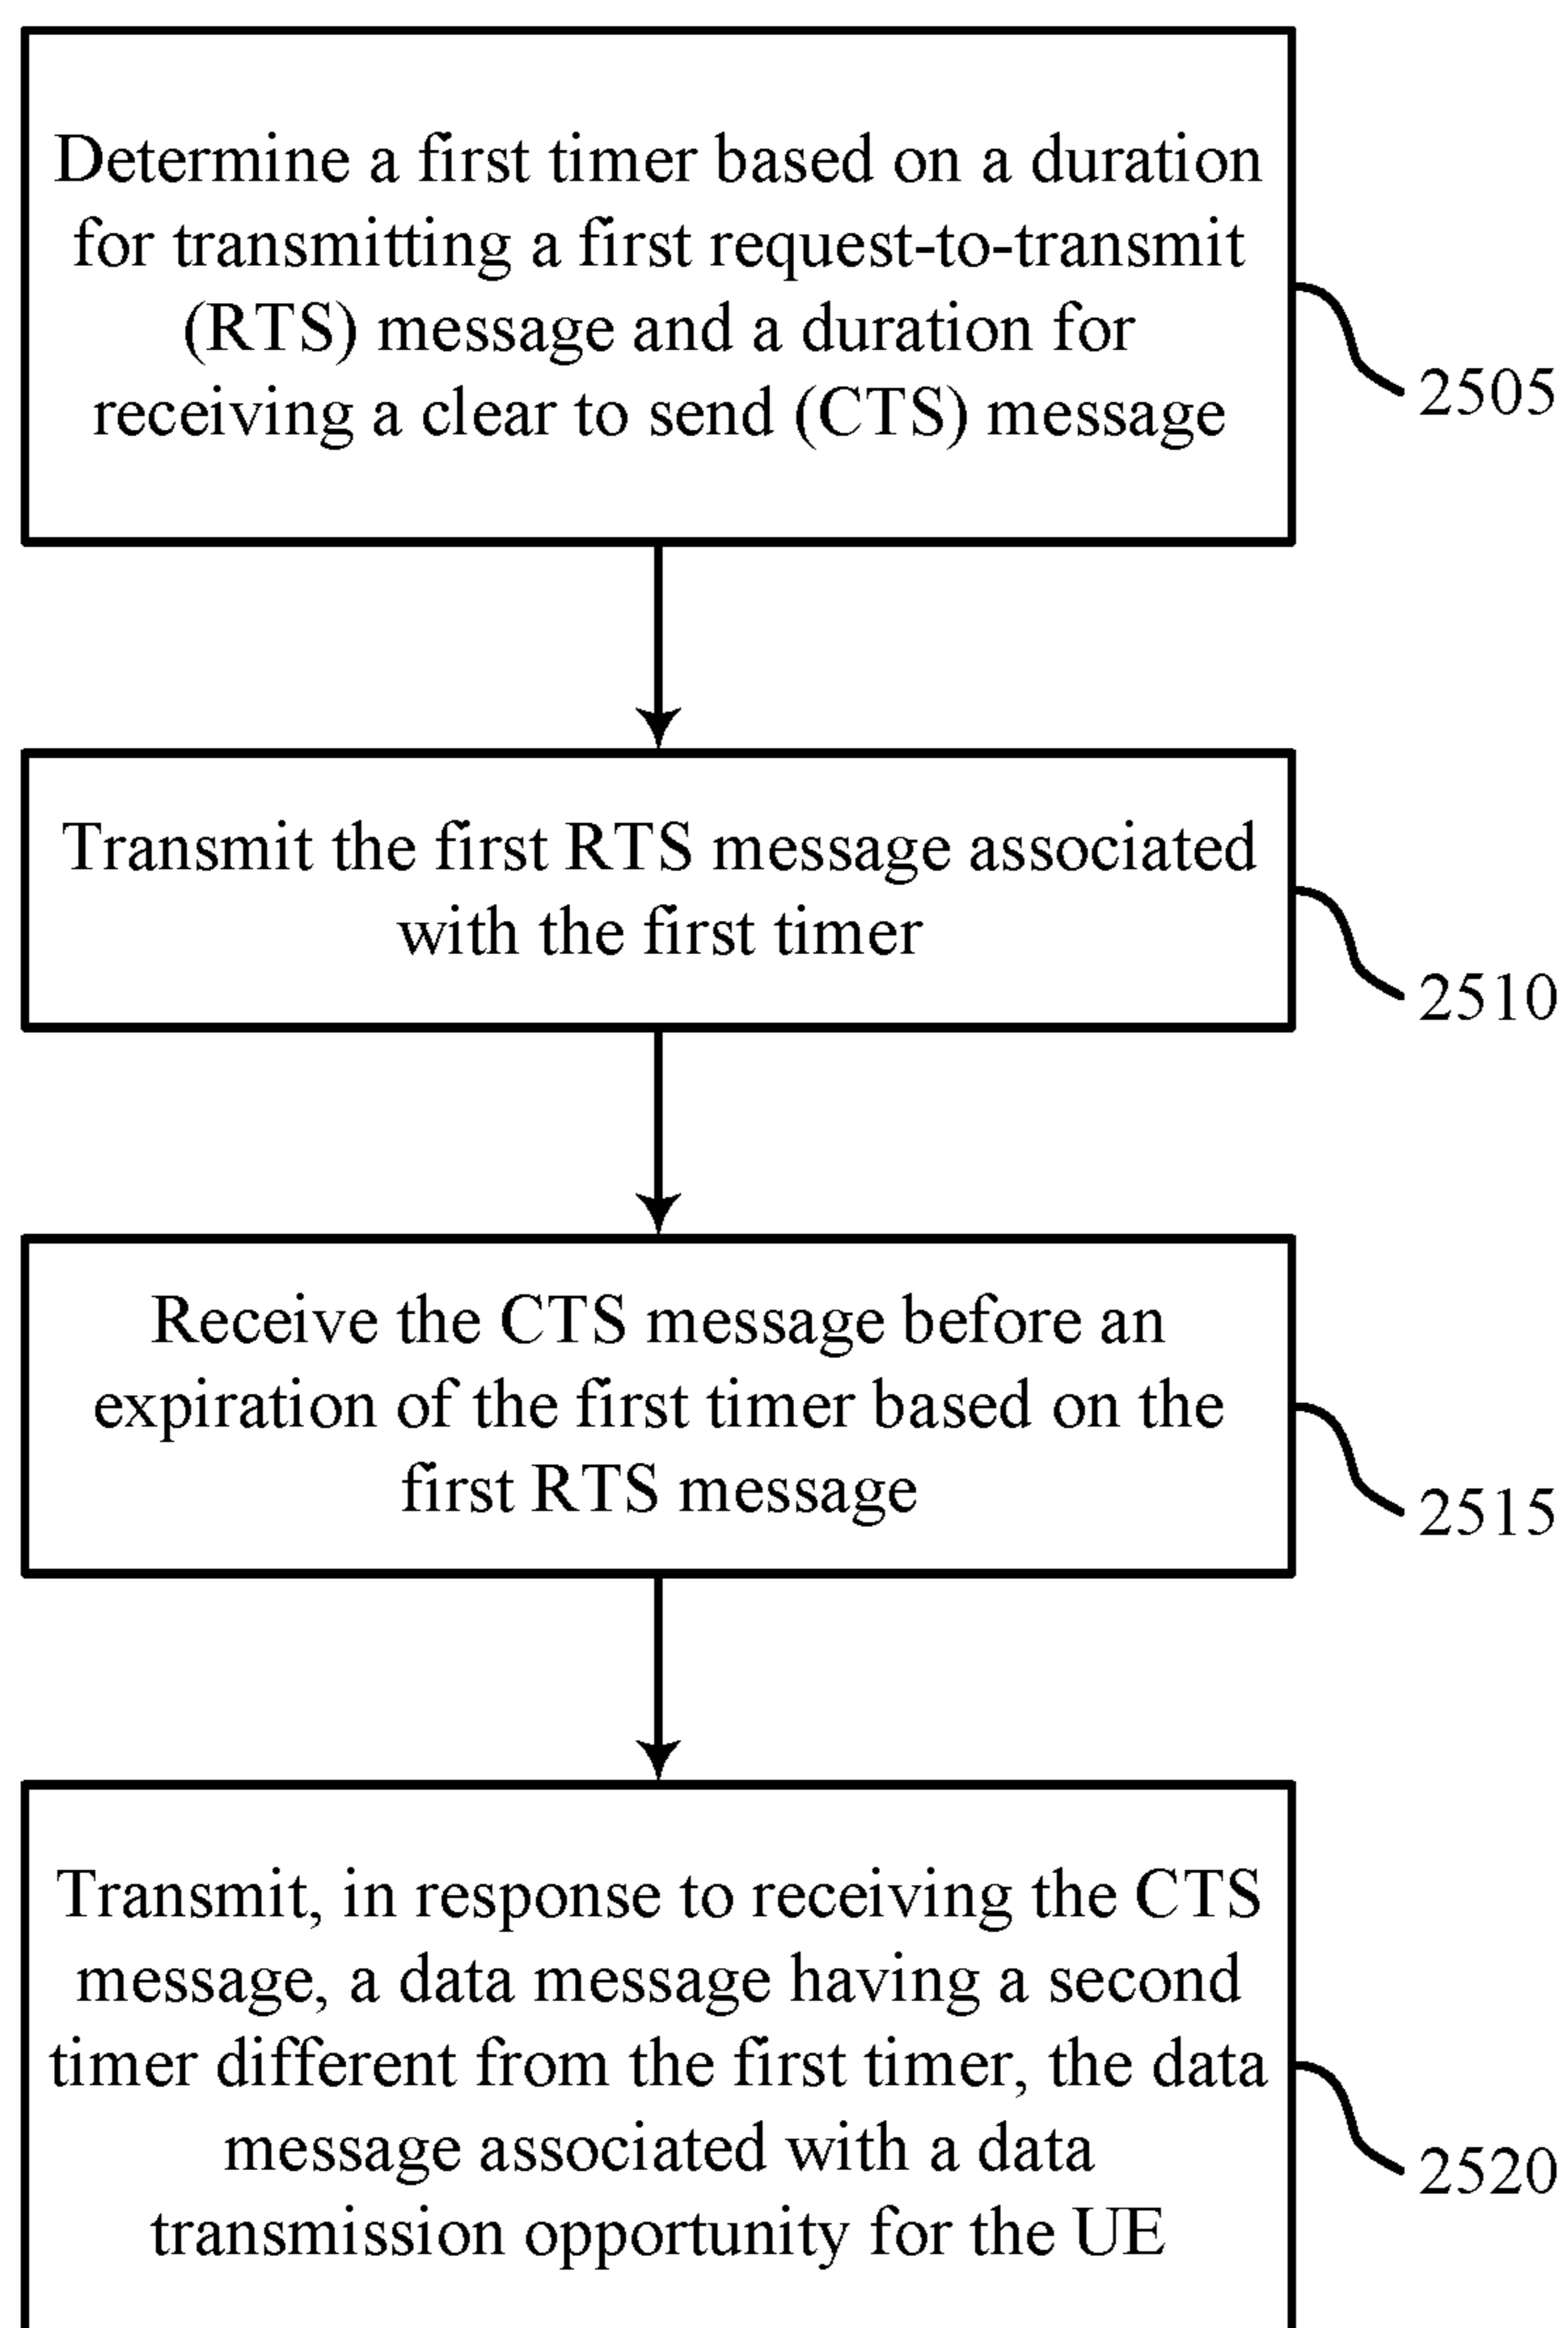 Determine a first timer based on a duration
for transmitting a first request-to-transmit
(RTS) message and a duration for
receiving a clear to send (CTS) message
2505
Transmit the first RTS message associated
with the first timer
2510
Receive the CTS message before an
expiration of the first timer based on the
first RTS message
2515
Transmit, in response to receiving the CTS
message, a data message having a second
timer different from the first timer, the data
message associated with a data
transmission opportunity for the UE
2520